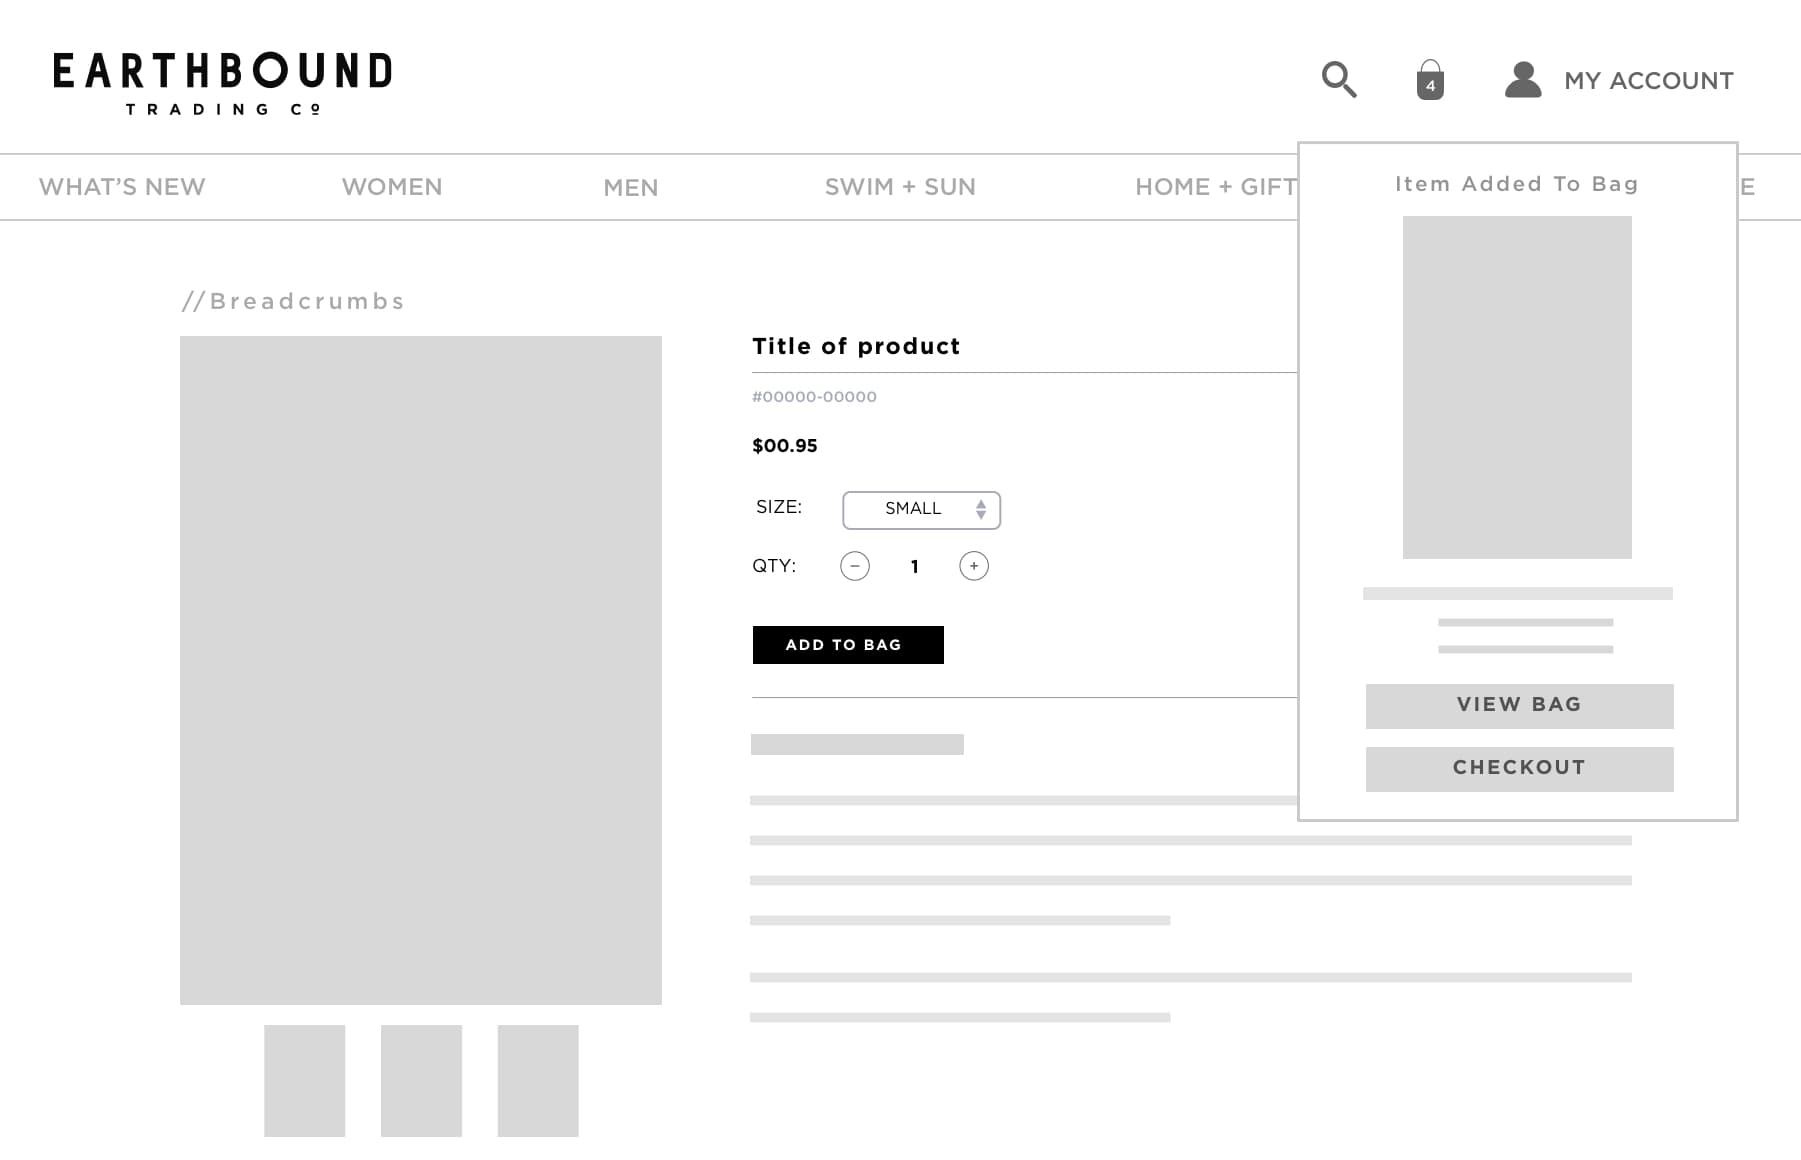 EARTHBOUND
TRADING Cº
4
MY ACCOUNT
WHAT’S NEW
WOMEN
MEN
SWIM + SUN
HOME + GIFT
Item Added To Bag
//Breadcrumbs
Title of product
#00000-00000
$00.95
SIZE:
SMALL
QTY:
−
1
+
ADD TO BAG
VIEW BAG
CHECKOUT